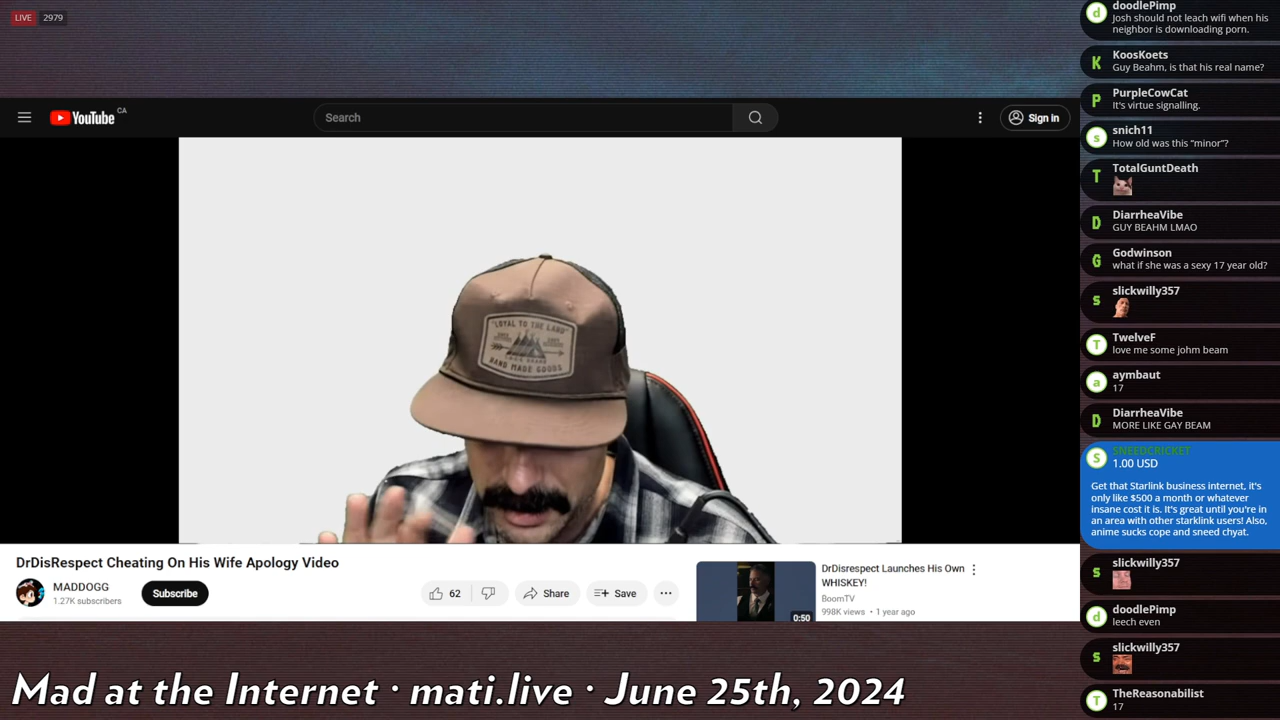 LIVE 2979
YouTube CA
Search
Sign in
"LOYAL TO THE LAND"
HAND MADE GOODS
DrDisRespect Cheating On His Wife Apology Video
MADDOGG
1.27K subscribers
Subscribe
62
Share
Save
DrDisrespect Launches His Own
WHISKEY!
BoomTV
998K views • 1 year ago
0:50
Mad at the Internet · mati.live · June 25th, 2024
d
doodlePimp
Josh should not leach wifi when his
neighbor is downloading porn.
K
KoosKoets
Guy Beahm, is that his real name?
P
PurpleCowCat
It's virtue signalling.
s
snich11
How old was this "minor"?
T
TotalGuntDeath
D
DiarrheaVibe
GUY BEAHM LMAO
G
Godwinson
what if she was a sexy 17 year old?
s
slickwilly357
T
TwelveF
love me some johm beam
a
aymbaut
17
D
DiarrheaVibe
MORE LIKE GAY BEAM
S
SNEEDCRICKET
1.00 USD
Get that Starlink business internet, it's
only like $500 a month or whatever
insane cost it is. It's great until you're in
an area with other starklink users! Also,
anime sucks cope and sneed chyat.
s
slickwilly357
d
doodlePimp
leech even
s
slickwilly357
T
TheReasonabilist
17